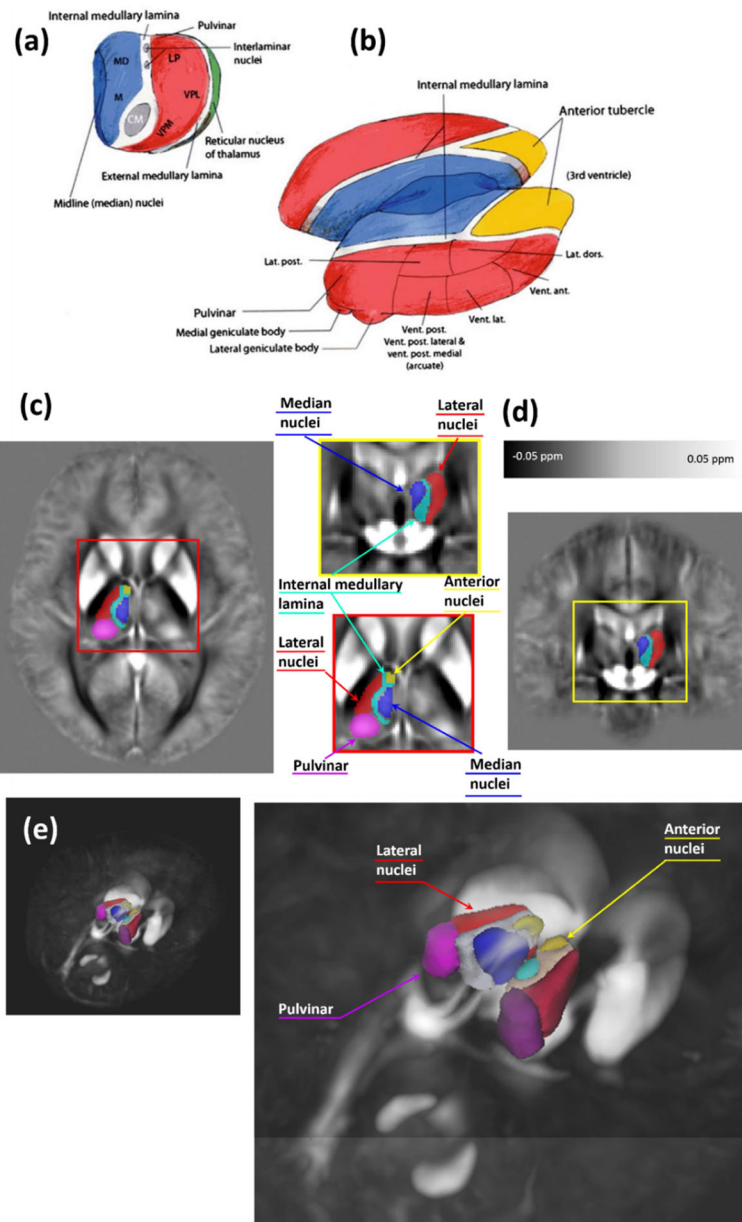 (a)
Internal medullary lamina
Pulvinar
Interlaminar
nuclei
MD
LP
M
VPL
CM
VPM
Reticular nucleus
of thalamus
External medullary lamina
Midline (median) nuclei
(b)
Internal medullary lamina
Anterior tubercle
(3rd ventricle)
Lat. post.
Lat. dors.
Pulvinar
Vent. ant.
Medial geniculate body
Vent. lat.
Lateral geniculate body
Vent. post.
Vent. post. lateral &
vent. post. medial
(arcuate)
(c)
Median
nuclei
Lateral
nuclei
Internal medullary
lamina
Anterior
nuclei
Lateral
nuclei
Pulvinar
Median
nuclei
(d)
-0.05 ppm
0.05 ppm
(e)
Lateral
nuclei
Anterior
nuclei
Pulvinar